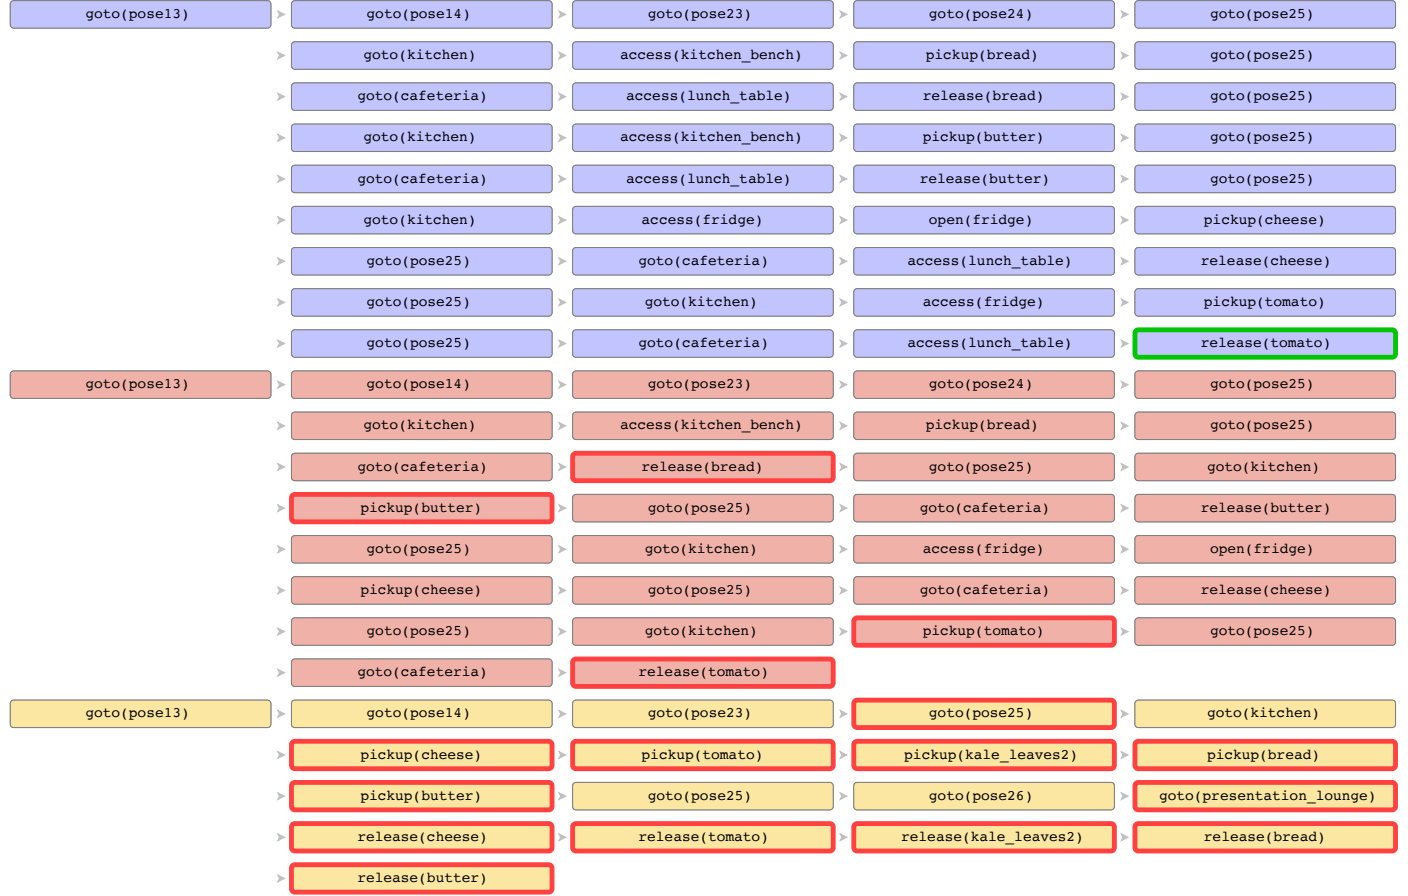 goto(pose13) goto(pose14) goto(pose23) goto(pose24) goto(pose25)
goto(kitchen) access(kitchen_bench) pickup(bread) goto(pose25)
goto(cafeteria) access(lunch_table) release(bread) goto(pose25)
goto(kitchen) access(kitchen_bench) pickup(butter) goto(pose25)
goto(cafeteria) access(lunch_table) release(butter) goto(pose25)
goto(kitchen) access(fridge) open(fridge) pickup(cheese)
goto(pose25) goto(cafeteria) access(lunch_table) release(cheese)
goto(pose25) goto(kitchen) access(fridge) pickup(tomato)
goto(pose25) goto(cafeteria) access(lunch_table) release(tomato)
goto(pose13) goto(pose14) goto(pose23) goto(pose24) goto(pose25)
goto(kitchen) access(kitchen_bench) pickup(bread) goto(pose25)
goto(cafeteria) release(bread) goto(pose25) goto(kitchen)
pickup(butter) goto(pose25) goto(cafeteria) release(butter)
goto(pose25) goto(kitchen) access(fridge) open(fridge)
pickup(cheese) goto(pose25) goto(cafeteria) release(cheese)
goto(pose25) goto(kitchen) pickup(tomato) goto(pose25)
goto(cafeteria) release(tomato)
goto(pose13) goto(pose14) goto(pose23) goto(pose25) goto(kitchen)
pickup(cheese) pickup(tomato) pickup(kale_leaves2) pickup(bread)
pickup(butter) goto(pose25) goto(pose26) goto(presentation_lounge)
release(cheese) release(tomato) release(kale_leaves2) release(bread)
release(butter)